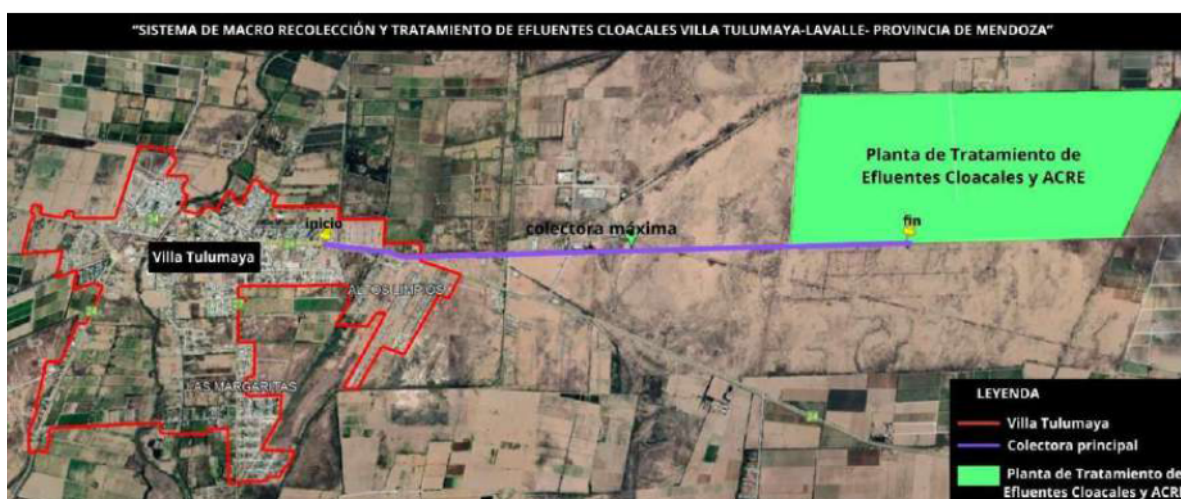 "SISTEMA DE MACRO RECOLECCIÓN Y TRATAMIENTO DE EFLUENTES CLOACALES VILLA TULUMAYA-LAVALLE- PROVINCIA DE MENDOZA"
Planta de Tratamiento de
Efluentes Cloacales y ACRE
inicio
colectora máxima
fin
Villa Tulumaya
LAS MARGARITAS
34
LEYENDA
Villa Tulumaya
Colectora principal
Planta de Tratamiento de
Efluentes Cloacales y ACRE